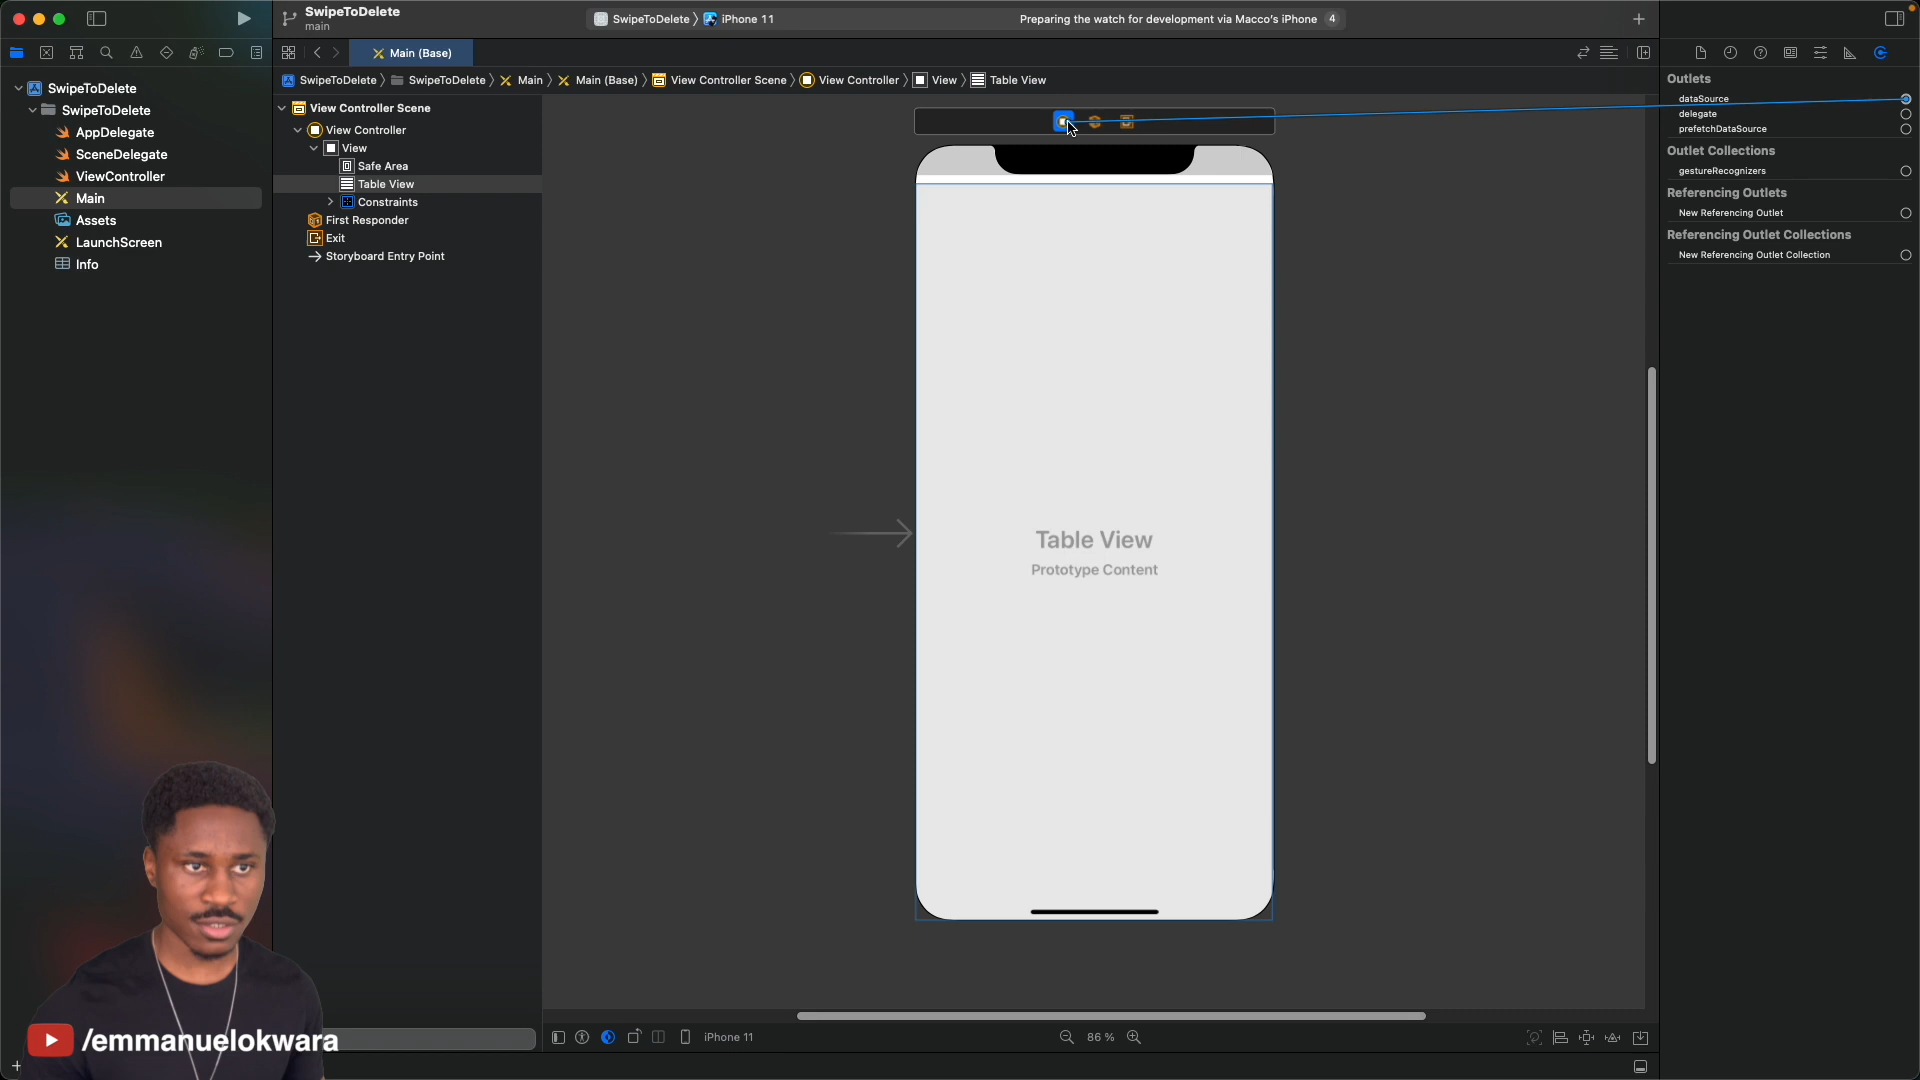 SwipeToDelete
main
SwipeToDelete
iPhone 11
Preparing the watch for development via Macco's iPhone
4
Main (Base)
SwipeToDelete
SwipeToDelete
Main
Main (Base)
View Controller Scene
View Controller
View
Table View
SwipeToDelete
SwipeToDelete
AppDelegate
SceneDelegate
ViewController
Main
Assets
LaunchScreen
Info
View Controller Scene
View Controller
View
Safe Area
Table View
Constraints
First Responder
Exit
Storyboard Entry Point
Table View
Prototype Content
Outlets
dataSource
delegate
prefetchDataSource
Outlet Collections
gestureRecognizers
Referencing Outlets
New Referencing Outlet
Referencing Outlet Collections
New Referencing Outlet Collection
/emmanuelokwara
iPhone 11
86 %